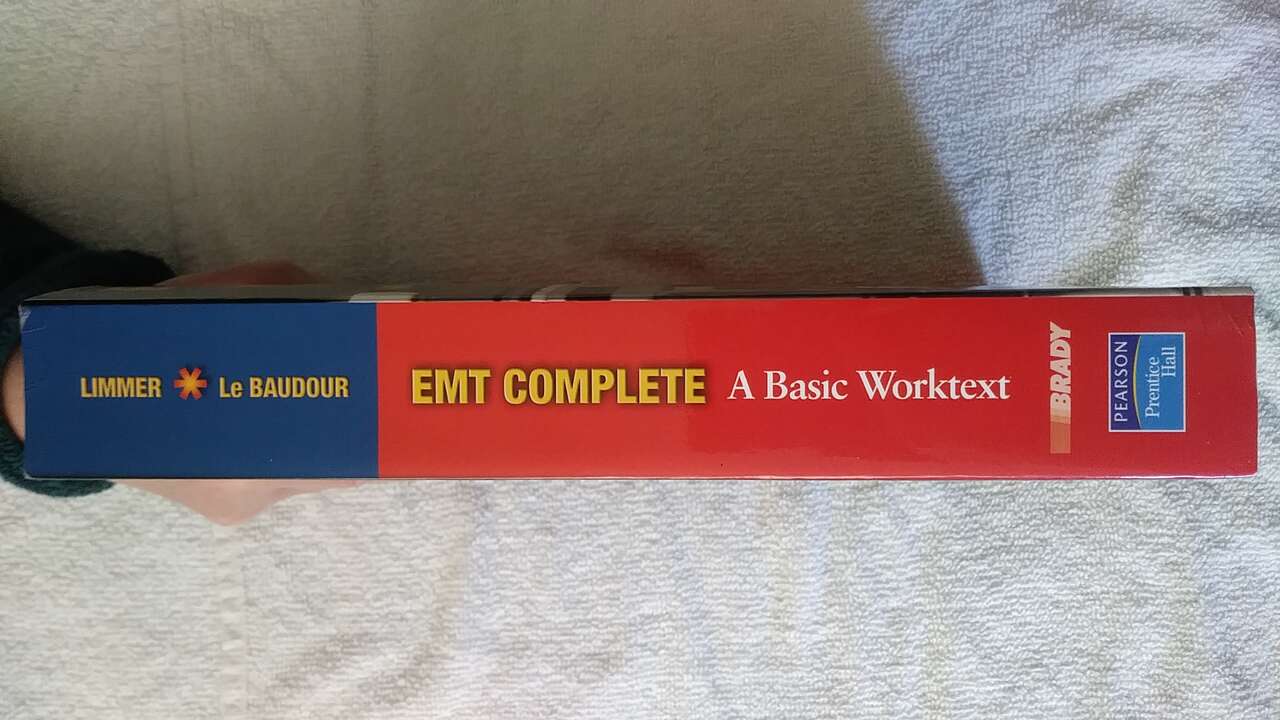 LIMMER * Le BAUDOUR
EMT COMPLETE A Basic Worktext
BRADY
PEARSON
Prentice
Hall